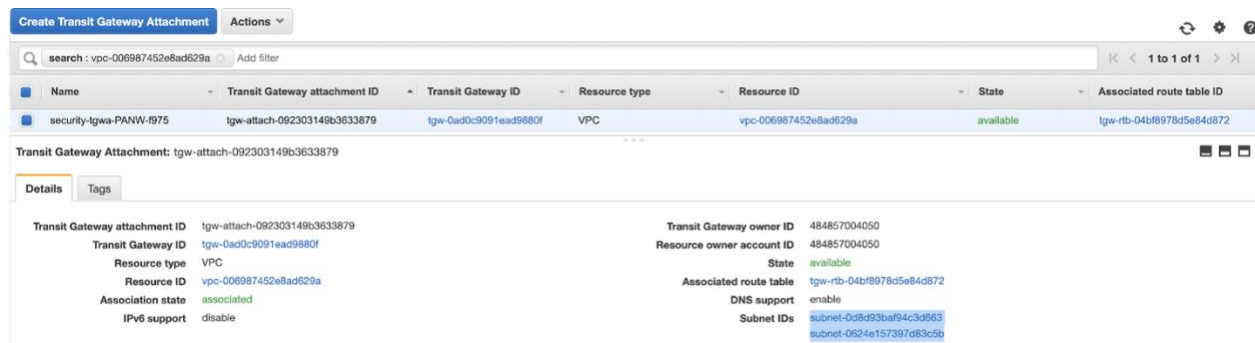 Create Transit Gateway Attachment Actions
search : vpc-006987452e8ad629a Add filter 1 to 1 of 1
Name Transit Gateway attachment ID Transit Gateway ID Resource type Resource ID State Associated route table ID
security-tgwa-PANW-f975 tgw-attach-092303149b3633879 tgw-0ad0c9091ead9880f VPC vpc-006987452e8ad629a available tgw-rtb-04bf8978d5e84d872
Transit Gateway Attachment: tgw-attach-092303149b3633879
Details Tags
Transit Gateway attachment ID tgw-attach-092303149b3633879 Transit Gateway owner ID 484857004050
Transit Gateway ID tgw-0ad0c9091ead9880f Resource owner account ID 484857004050
Resource type VPC State available
Resource ID vpc-006987452e8ad629a Associated route table tgw-rtb-04bf8978d5e84d872
Association state associated DNS support enable
IPv6 support disable Subnet IDs subnet-0d8d93baf94c3d663
subnet-0624e157397d83c5b